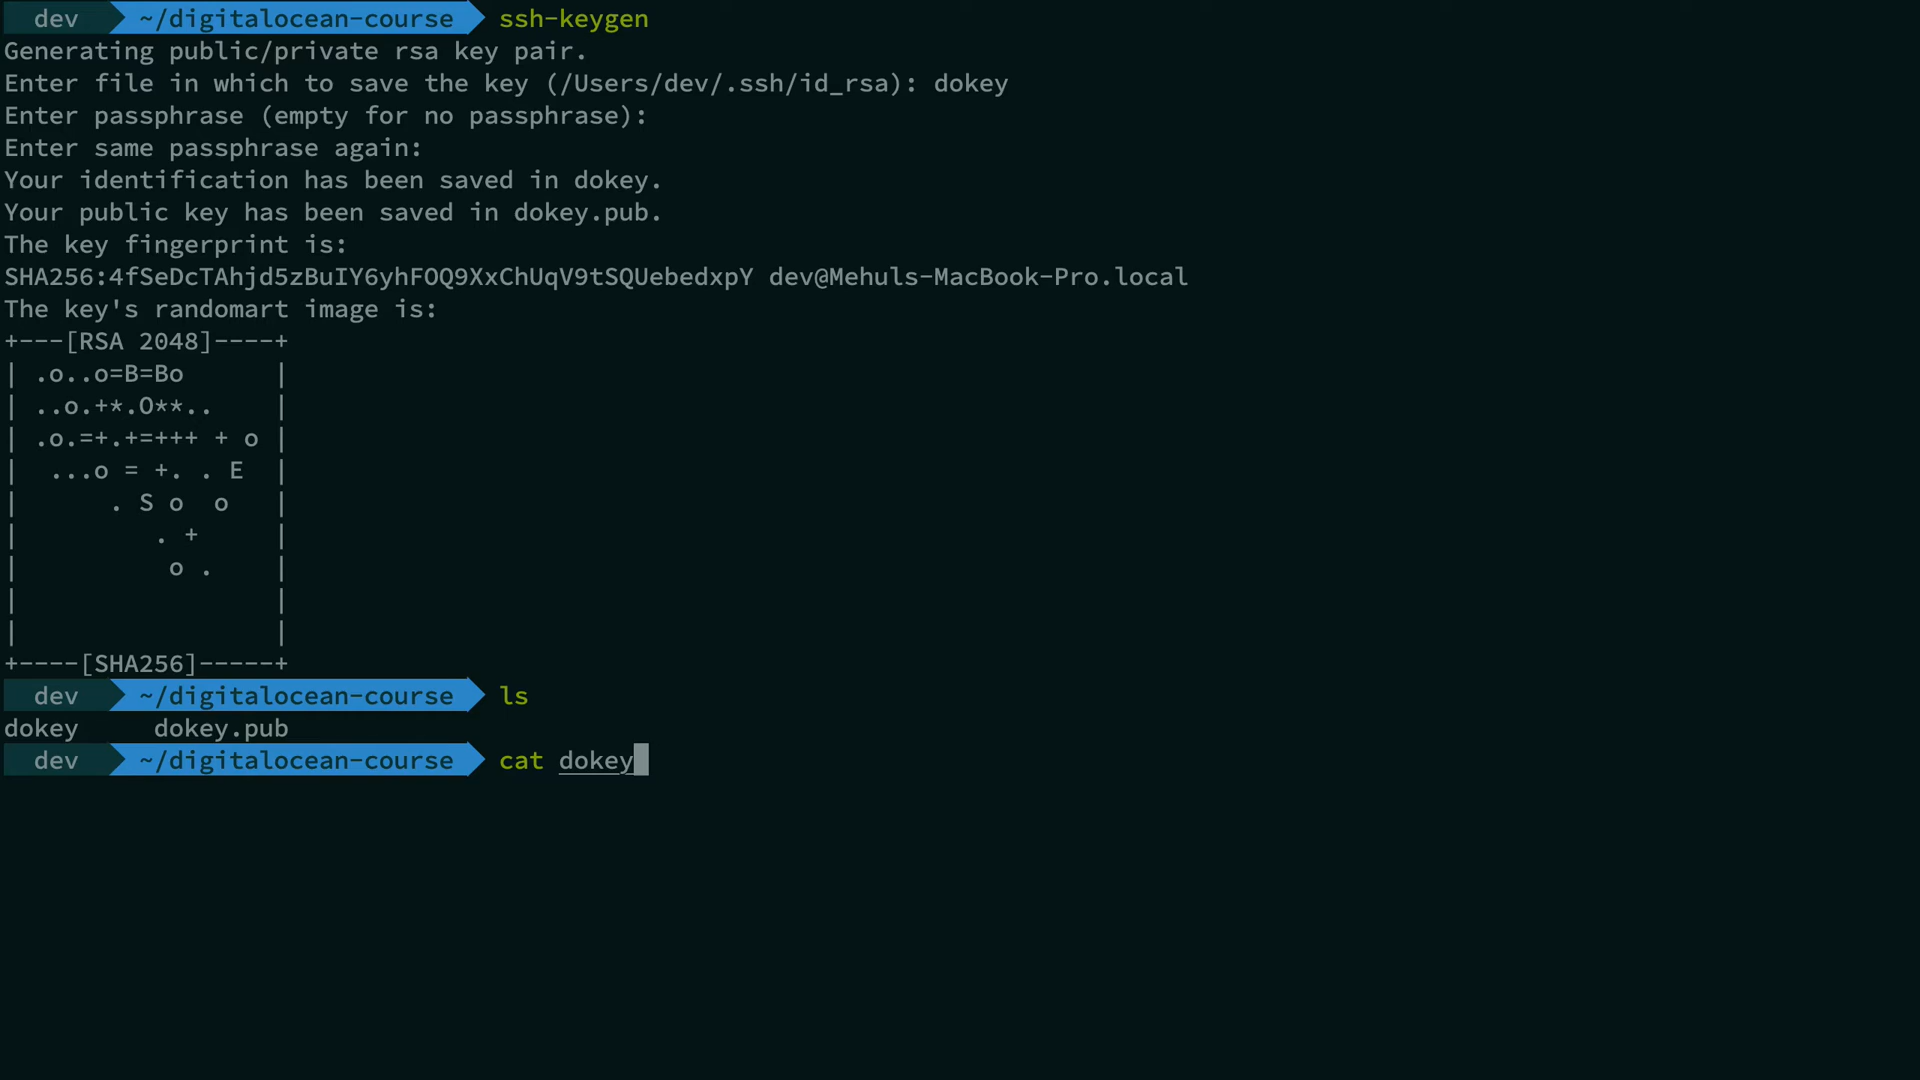 dev ~/digitalocean-course ssh-keygen
Generating public/private rsa key pair.
Enter file in which to save the key (/Users/dev/.ssh/id_rsa): dokey
Enter passphrase (empty for no passphrase):
Enter same passphrase again:
Your identification has been saved in dokey.
Your public key has been saved in dokey.pub.
The key fingerprint is:
SHA256:4fSeDcTAhjd5zBuIY6yhFOQ9XxChUqV9tSQUebedxpY dev@Mehuls-MacBook-Pro.local
The key's randomart image is:
+---[RSA 2048]----+
| .o..o=B=Bo      |
| ..o.+*.O**..    |
| .o.=+.+=+++ + o |
|  ...o = +. . E  |
|      . S o  o   |
|         . +     |
|          o .    |
|                 |
|                 |
+----[SHA256]-----+
dev ~/digitalocean-course ls
dokey     dokey.pub
dev ~/digitalocean-course cat dokey